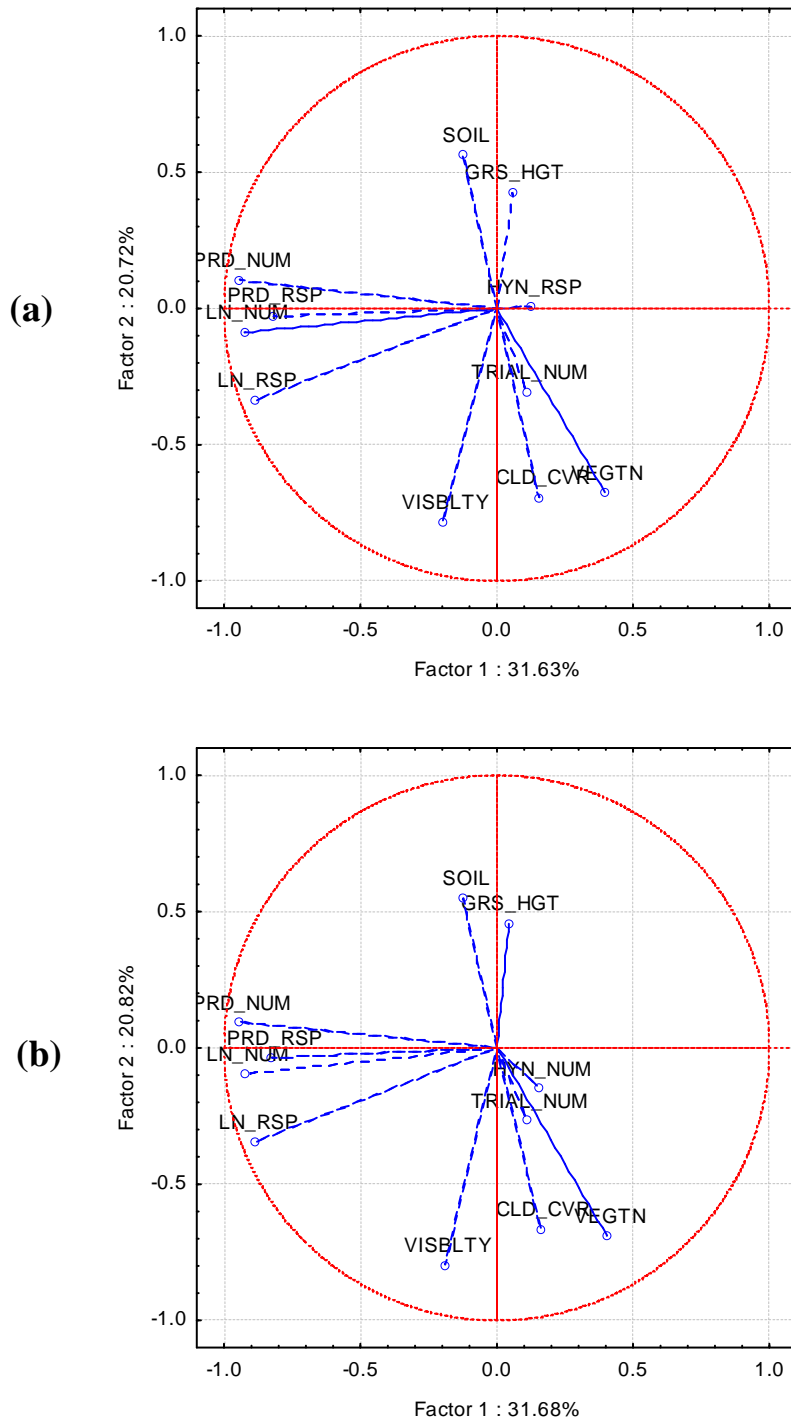 1.0
SOIL
0.5
GRS_HGT
PRD_NUM
PRD_RSP
HYN_RSP
(a)
0.0
LN_NUM
LN_RSP
TRIAL_NUM
-0.5
CLD_CVR
VEGTN
VISBLTY
-1.0
Factor 2 : 20.72%
-1.0 -0.5 0.0 0.5 1.0
Factor 1 : 31.63%
1.0
SOIL
0.5
GRS_HGT
PRD_NUM
PRD_RSP
(b)
0.0
LN_NUM
HYN_NUM
LN_RSP
TRIAL_NUM
-0.5
CLD_CVR
VEGTN
VISBLTY
-1.0
Factor 2 : 20.82%
-1.0 -0.5 0.0 0.5 1.0
Factor 1 : 31.68%